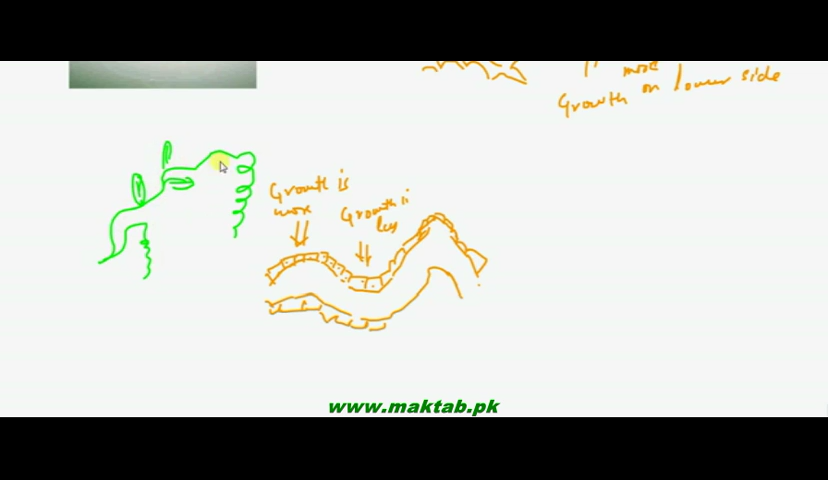 more
Growth on lower side
Growth is
more
Growth is
less
www.maktab.pk